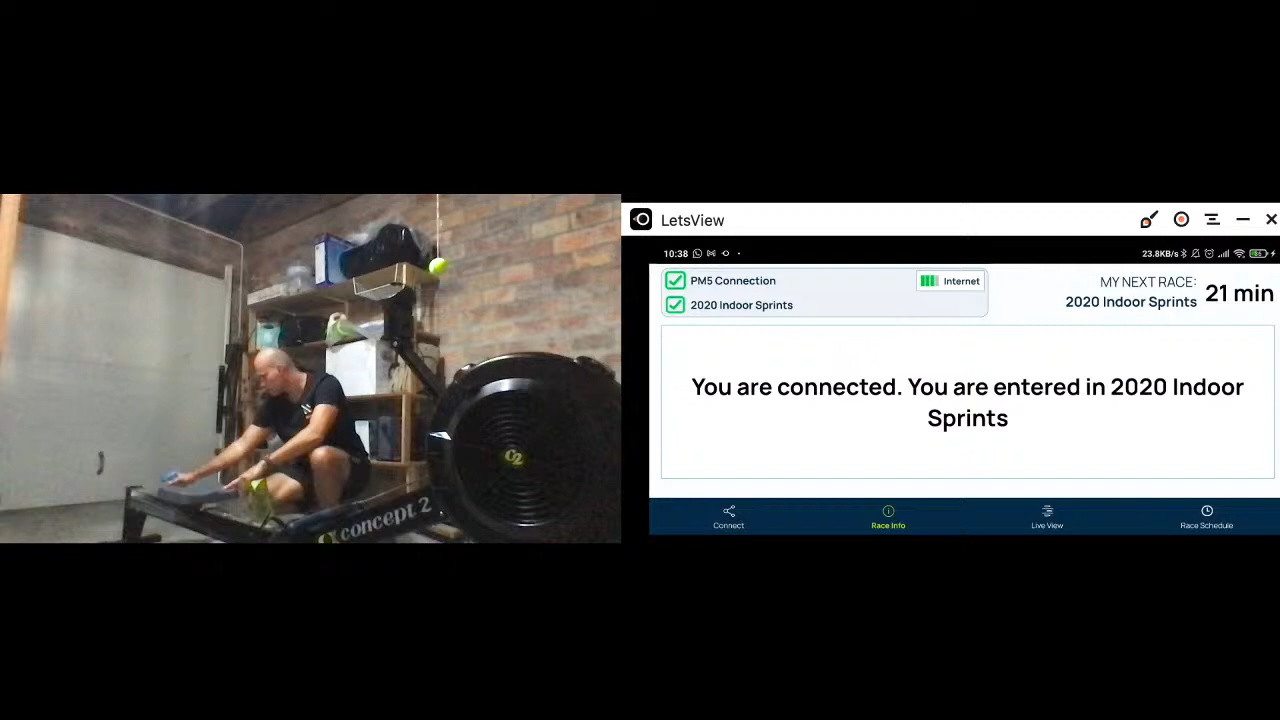 LetsView
10:38
23.8KB/s
PM5 Connection
Internet
2020 Indoor Sprints
MY NEXT RACE:
2020 Indoor Sprints
21 min
You are connected. You are entered in 2020 Indoor
Sprints
Connect
Race Info
Live View
Race Schedule
concept 2